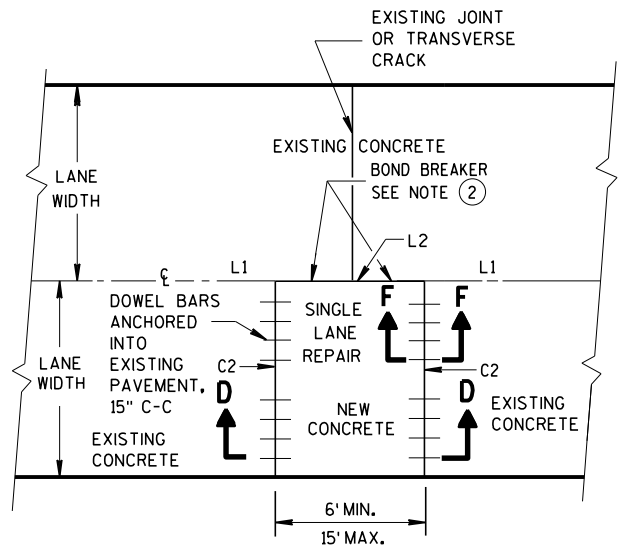 EXISTING JOINT
OR TRANSVERSE
CRACK
EXISTING CONCRETE
BOND BREAKER
SEE NOTE 2
LANE
WIDTH
L2
℄
L1
L1
DOWEL BARS
ANCHORED
INTO
EXISTING
PAVEMENT,
15" C-C
SINGLE
LANE
REPAIR
F
F
LANE
WIDTH
C2
C2
D
D
NEW
CONCRETE
EXISTING
CONCRETE
EXISTING
CONCRETE
6' MIN.
15' MAX.